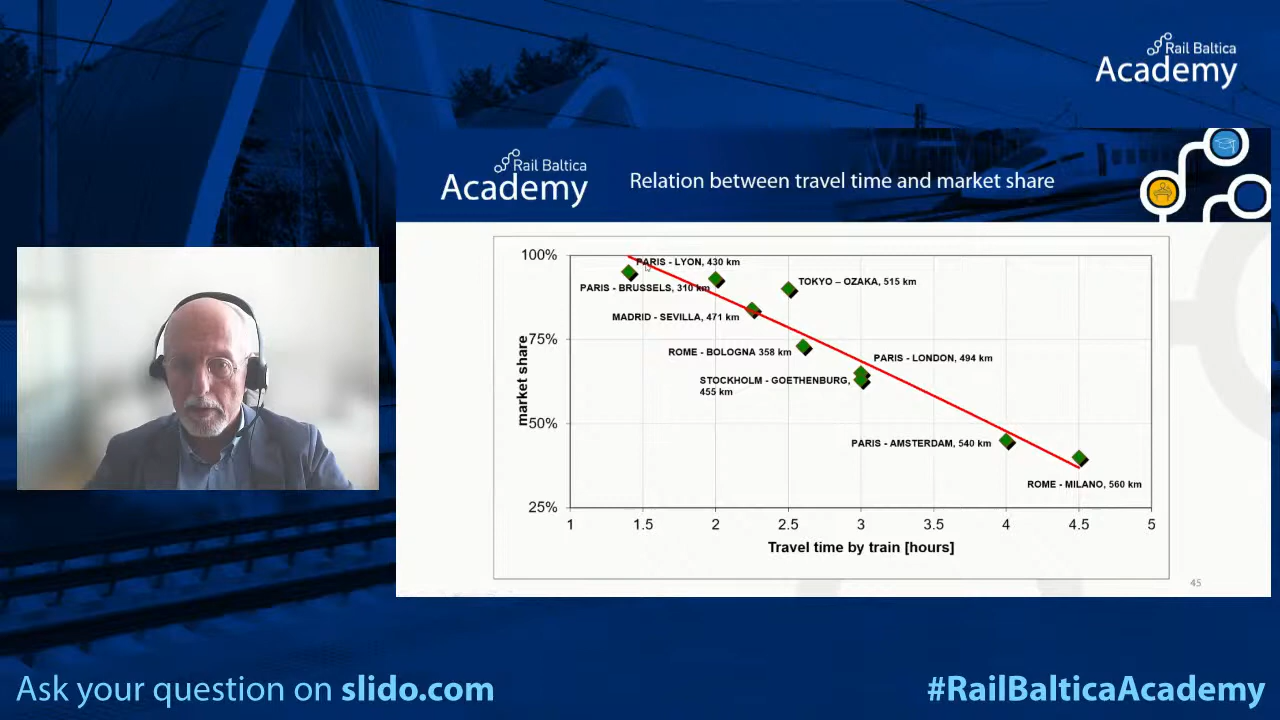 Rail Baltica
Academy
Rail Baltica
Academy
Relation between travel time and market share
100%
75%
50%
25%
market share
PARIS - LYON, 430 km
PARIS - BRUSSELS, 310 km
TOKYO – OZAKA, 515 km
MADRID - SEVILLA, 471 km
ROME - BOLOGNA 358 km
PARIS - LONDON, 494 km
STOCKHOLM - GOETHENBURG,
455 km
PARIS - AMSTERDAM, 540 km
ROME - MILANO, 560 km
1 1.5 2 2.5 3 3.5 4 4.5 5
Travel time by train [hours]
45
Ask your question on slido.com
#RailBalticaAcademy